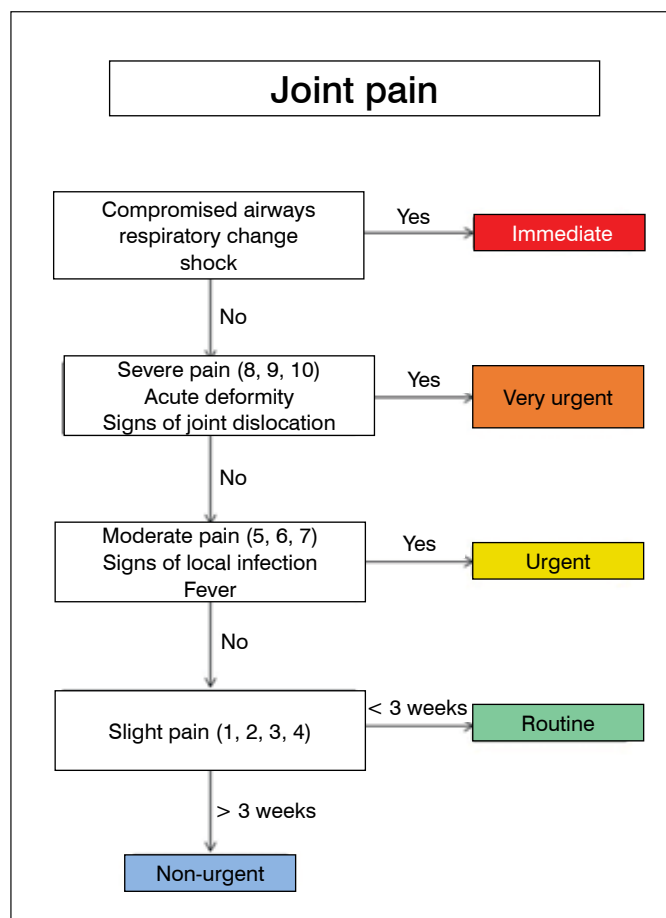 Joint pain
Compromised airways
respiratory change
shock
Yes
Immediate
No
Severe pain (8, 9, 10)
Acute deformity
Signs of joint dislocation
Yes
Very urgent
No
Moderate pain (5, 6, 7)
Signs of local infection
Fever
Yes
Urgent
No
Slight pain (1, 2, 3, 4)
< 3 weeks
Routine
> 3 weeks
Non-urgent